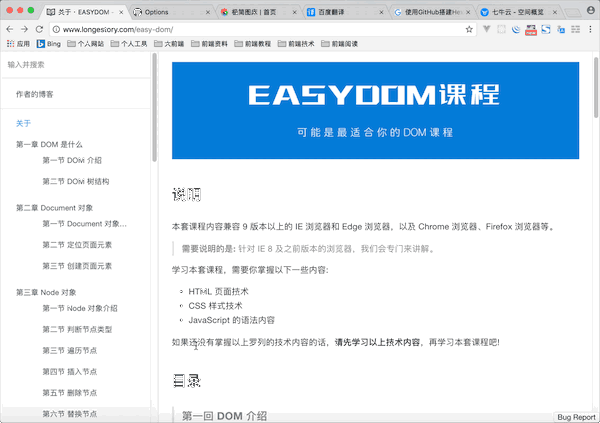 关于 · EASYDOM ·
Options
极简图床 | 首页
百度翻译
使用GitHub搭建He
七牛云 - 空间概览
www.longestory.com/easy-dom/
应用
Bing
个人网站
个人工具
六前端
前端资料
前端教程
前端技术
前端阅读
输入并搜索
作者的博客
关于
第一章 DOM 是什么
第一节 DOM 介绍
第二节 DOM 树结构
第二章 Document 对象
第一节 Document 对象...
第二节 定位页面元素
第三节 创建页面元素
第三章 Node 对象
第一节 Node 对象介绍
第二节 判断节点类型
第三节 遍历节点
第四节 插入节点
第五节 删除节点
第六节 替换节点
EASYDOM课程
可能是最适合你的DOM课程
说明
本套课程内容兼容 9 版本以上的 IE 浏览器和 Edge 浏览器，以及 Chrome 浏览器、Firefox 浏览器等。
需要说明的是: 针对 IE 8 及之前版本的浏览器，我们会专门来讲解。
学习本套课程，需要你掌握以下一些内容:
HTML 页面技术
CSS 样式技术
JavaScript 的语法内容
如果还没有掌握以上罗列的技术内容的话，请先学习以上技术内容，再学习本套课程吧!
目录
第一回 DOM 介绍
Bug Report